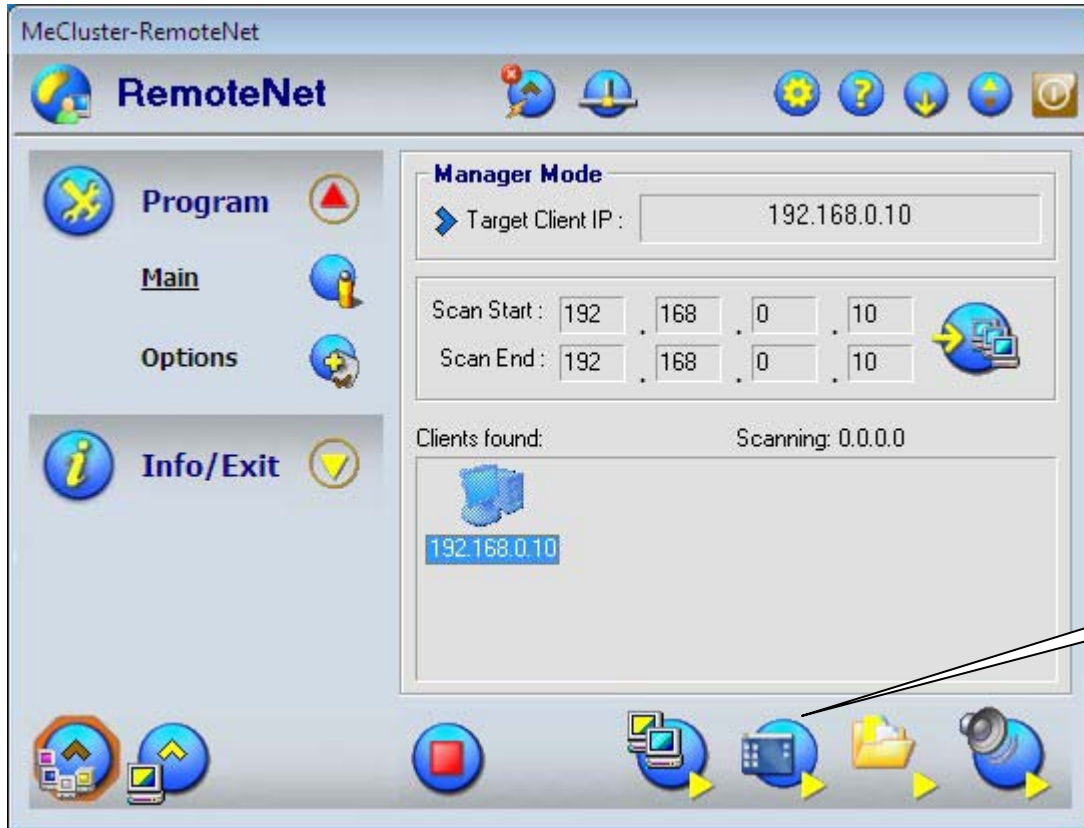 MeCluster-RemoteNet
RemoteNet
Program
Main
Options
Info/Exit
Manager Mode
Target Client IP : 192.168.0.10
Scan Start : 192 . 168 . 0 . 10
Scan End : 192 . 168 . 0 . 10
Clients found: Scanning: 0.0.0.0
192.168.0.10